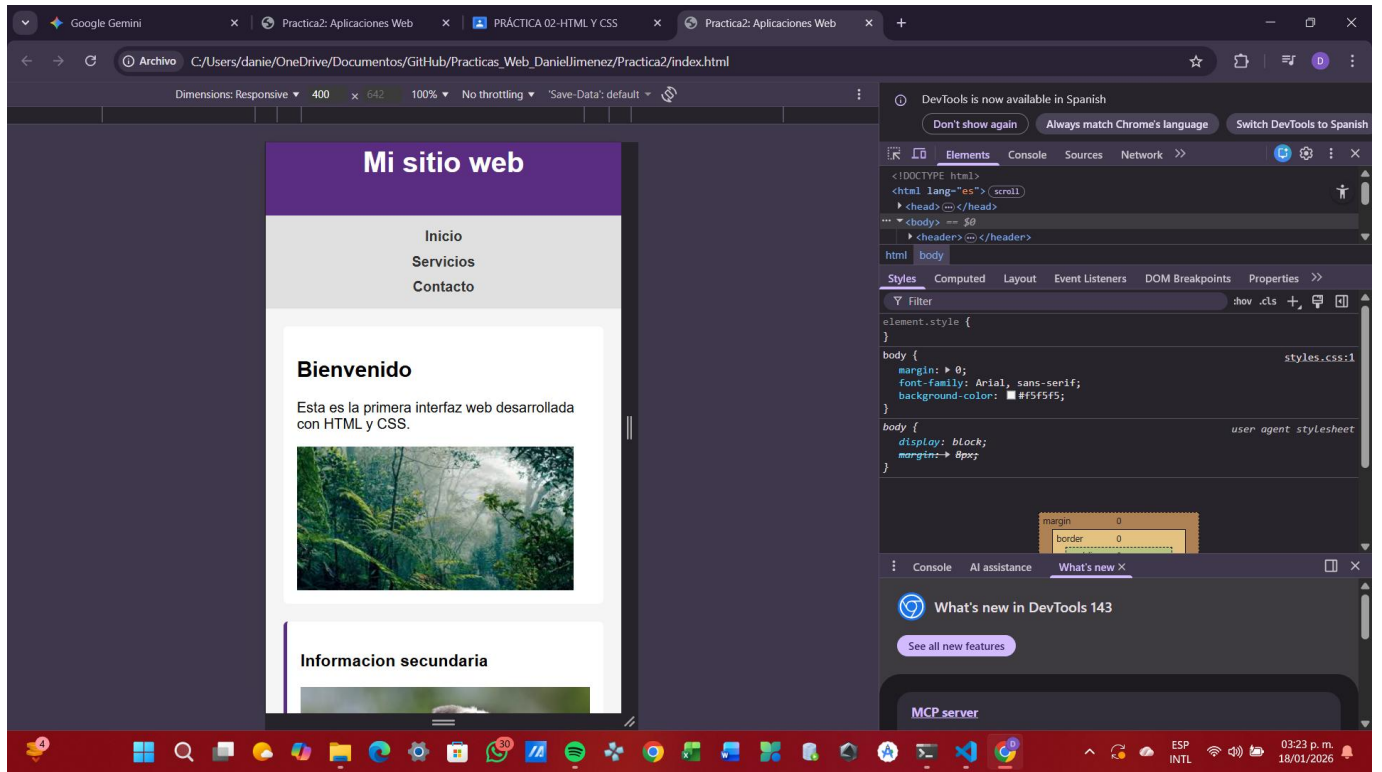 Google Gemini
Practica2: Aplicaciones Web
PRÁCTICA 02-HTML Y CSS
Practica2: Aplicaciones Web
Archivo C:/Users/danie/OneDrive/Documentos/GitHub/Practicas_Web_DanielJimenez/Practica2/index.html
D
Dimensions: Responsive 400 x 642 100% No throttling 'Save-Data': default
Mi sitio web
Inicio
Servicios
Contacto
Bienvenido
Esta es la primera interfaz web desarrollada
con HTML y CSS.
Informacion secundaria
DevTools is now available in Spanish
Don't show again Always match Chrome's language Switch DevTools to Spanish
Elements Console Sources Network
<!DOCTYPE html>
<html lang="es"> scroll
<head> </head>
<body> == $0
<header> </header>
html body
Styles Computed Layout Event Listeners DOM Breakpoints Properties
Filter :hov .cls
element.style {
}
body { styles.css:1
margin: 0;
font-family: Arial, sans-serif;
background-color: #f5f5f5;
}
body { user agent stylesheet
display: block;
margin: 8px;
}
margin 0
border 0
Console AI assistance What's new
What's new in DevTools 143
See all new features
MCP server
4
30
D
ESP
INTL
03:23 p. m.
18/01/2026